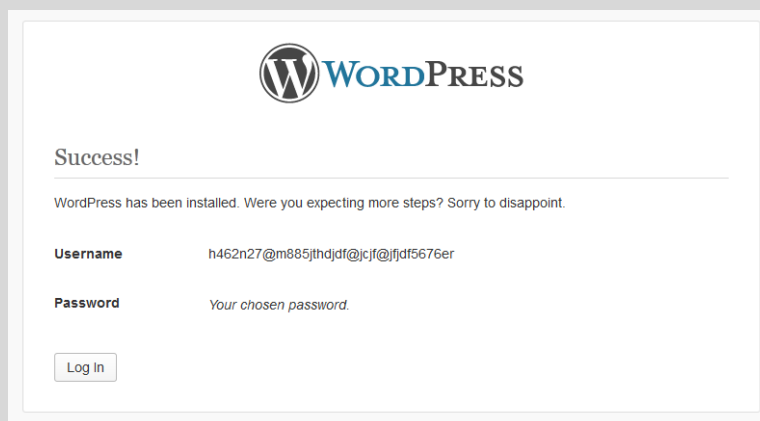 WORDPRESS
Success!
WordPress has been installed. Were you expecting more steps? Sorry to disappoint.
Username h462n27@m885jthdjdf@jcjf@jfjdf5676er
Password Your chosen password.
Log In